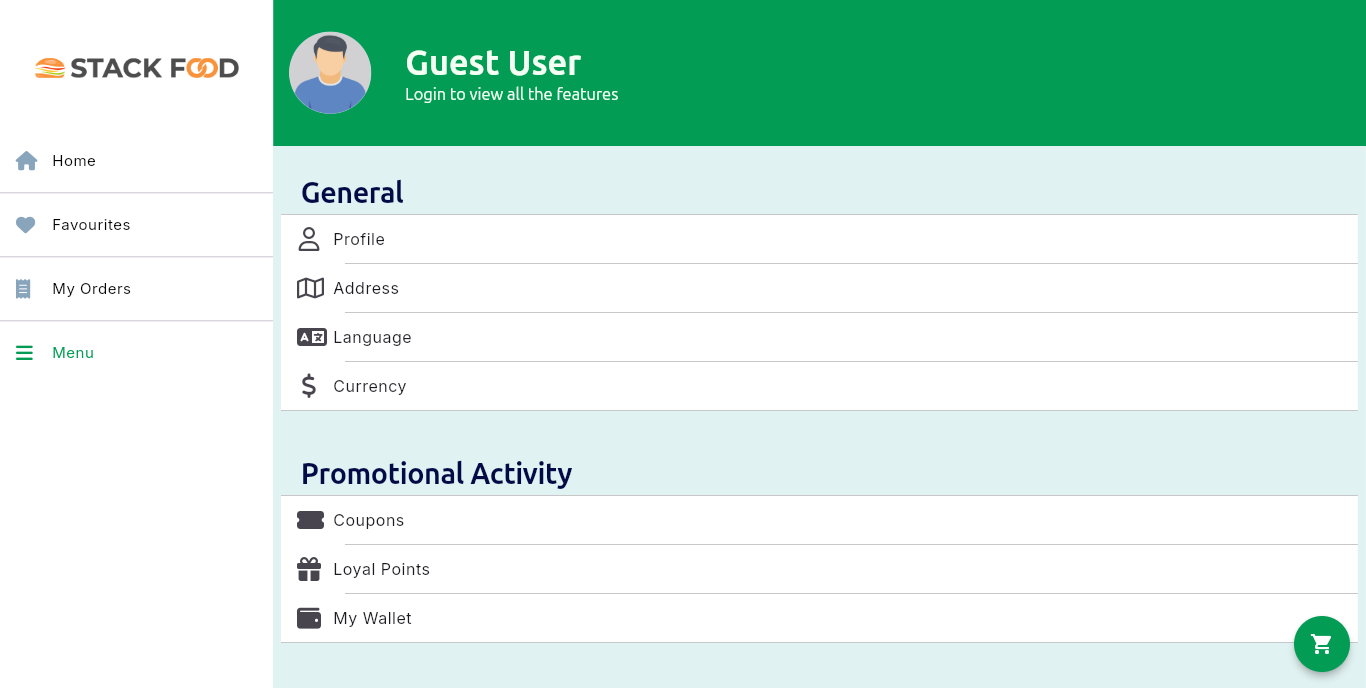 STACK FOOD
Home
Favourites
My Orders
Menu
Guest User
Login to view all the features
General
Profile
Address
Language
Currency
Promotional Activity
Coupons
Loyal Points
My Wallet